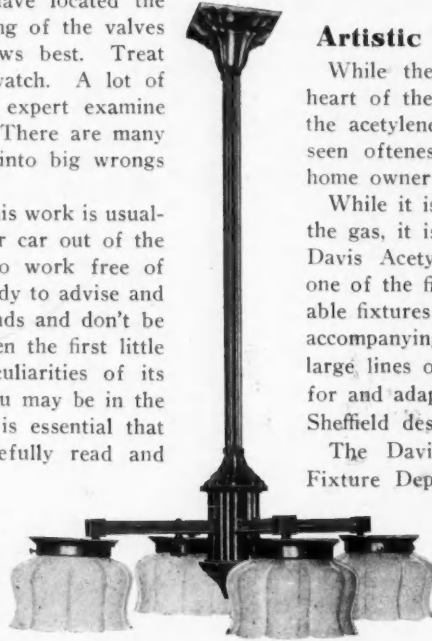 have located the
ng of the valves
ws best. Treat
watch. A lot of
expert examine
There are many
into big wrongs
is work is usual-
r car out of the
o work free of
dy to advise and
nds and don't be
en the first little
uliarities of its
u may be in the
is essential that
efully read and
Artistic
While the
heart of the
the acetylene
seen oftenes
home owner
While it is
the gas, it is
Davis Acety
one of the fi
able fixtures
accompanying
large lines o
for and adap
Sheffield des
The Davi
Fixture Dep